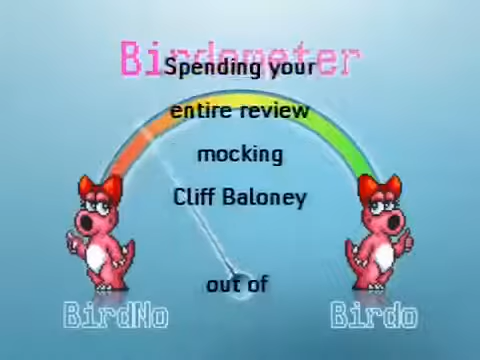 Birdometer
Spending your
entire review
mocking
Cliff Baloney
out of
BirdNo
Birdo